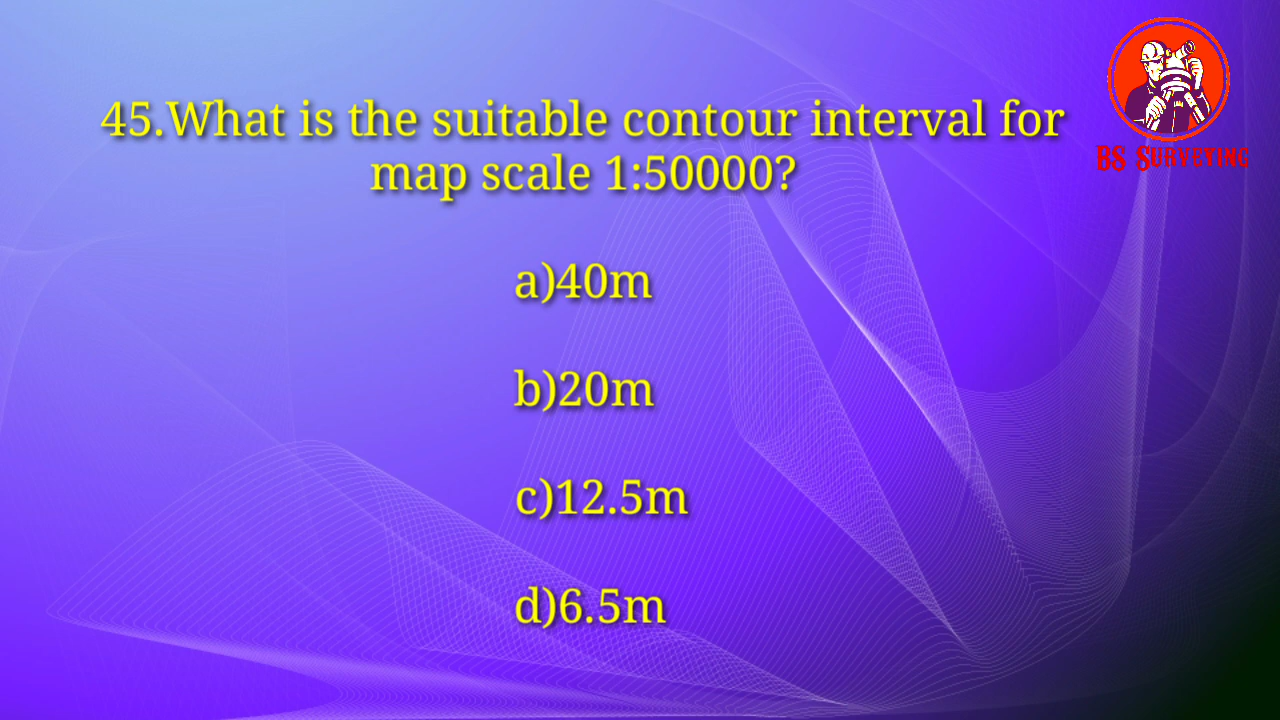 45.What is the suitable contour interval for
map scale 1:50000?
BS SURVEYING
a)40m
b)20m
c)12.5m
d)6.5m